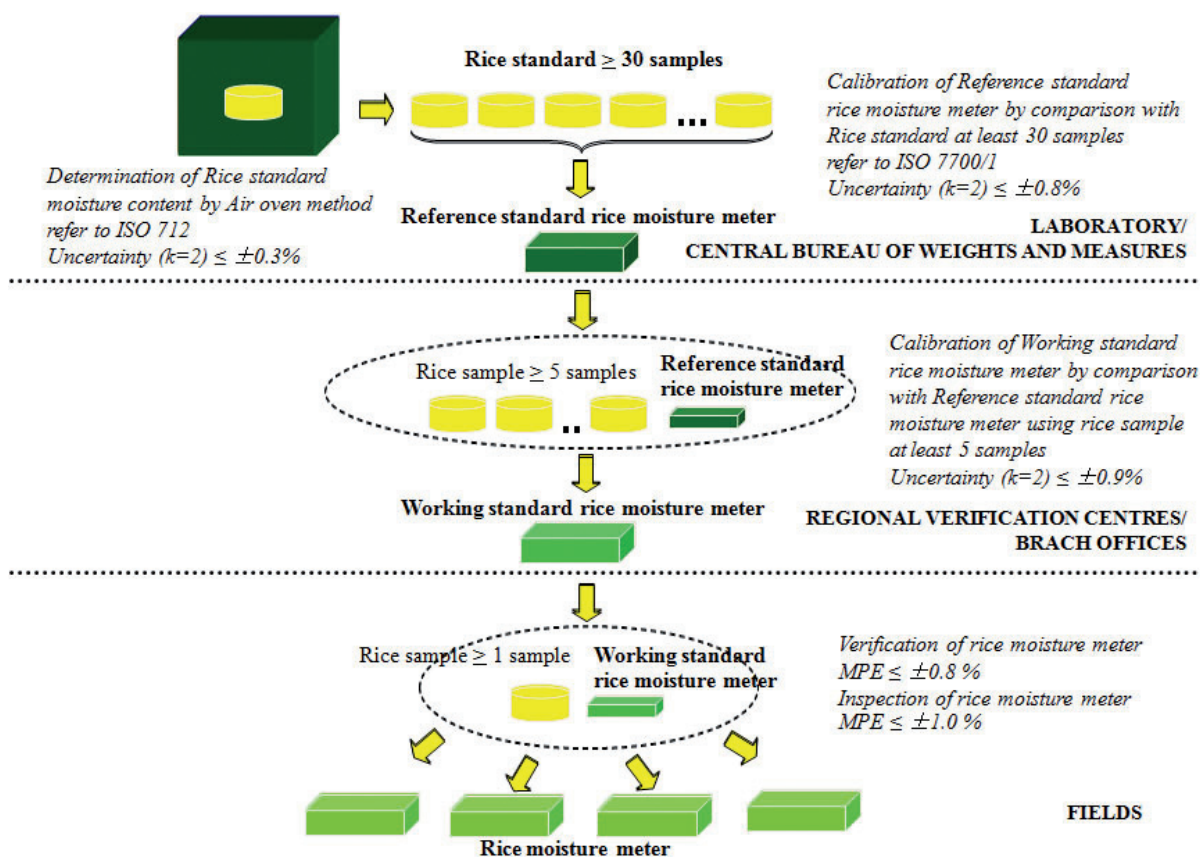 Rice standard ≥ 30 samples
Determination of Rice standard
moisture content by Air oven method
refer to ISO 712
Uncertainty (k=2) ≤ ±0.3%
Calibration of Reference standard
rice moisture meter by comparison with
Rice standard at least 30 samples
refer to ISO 7700/1
Uncertainty (k=2) ≤ ±0.8%
Reference standard rice moisture meter
LABORATORY/
CENTRAL BUREAU OF WEIGHTS AND MEASURES
Rice sample ≥ 5 samples
Reference standard
rice moisture meter
Calibration of Working standard
rice moisture meter by comparison
with Reference standard rice
moisture meter using rice sample
at least 5 samples
Uncertainty (k=2) ≤ ±0.9%
Working standard rice moisture meter
REGIONAL VERIFICATION CENTRES/
BRACH OFFICES
Rice sample ≥ 1 sample
Working standard
rice moisture meter
Verification of rice moisture meter
MPE ≤ ±0.8 %
Inspection of rice moisture meter
MPE ≤ ±1.0 %
FIELDS
Rice moisture meter